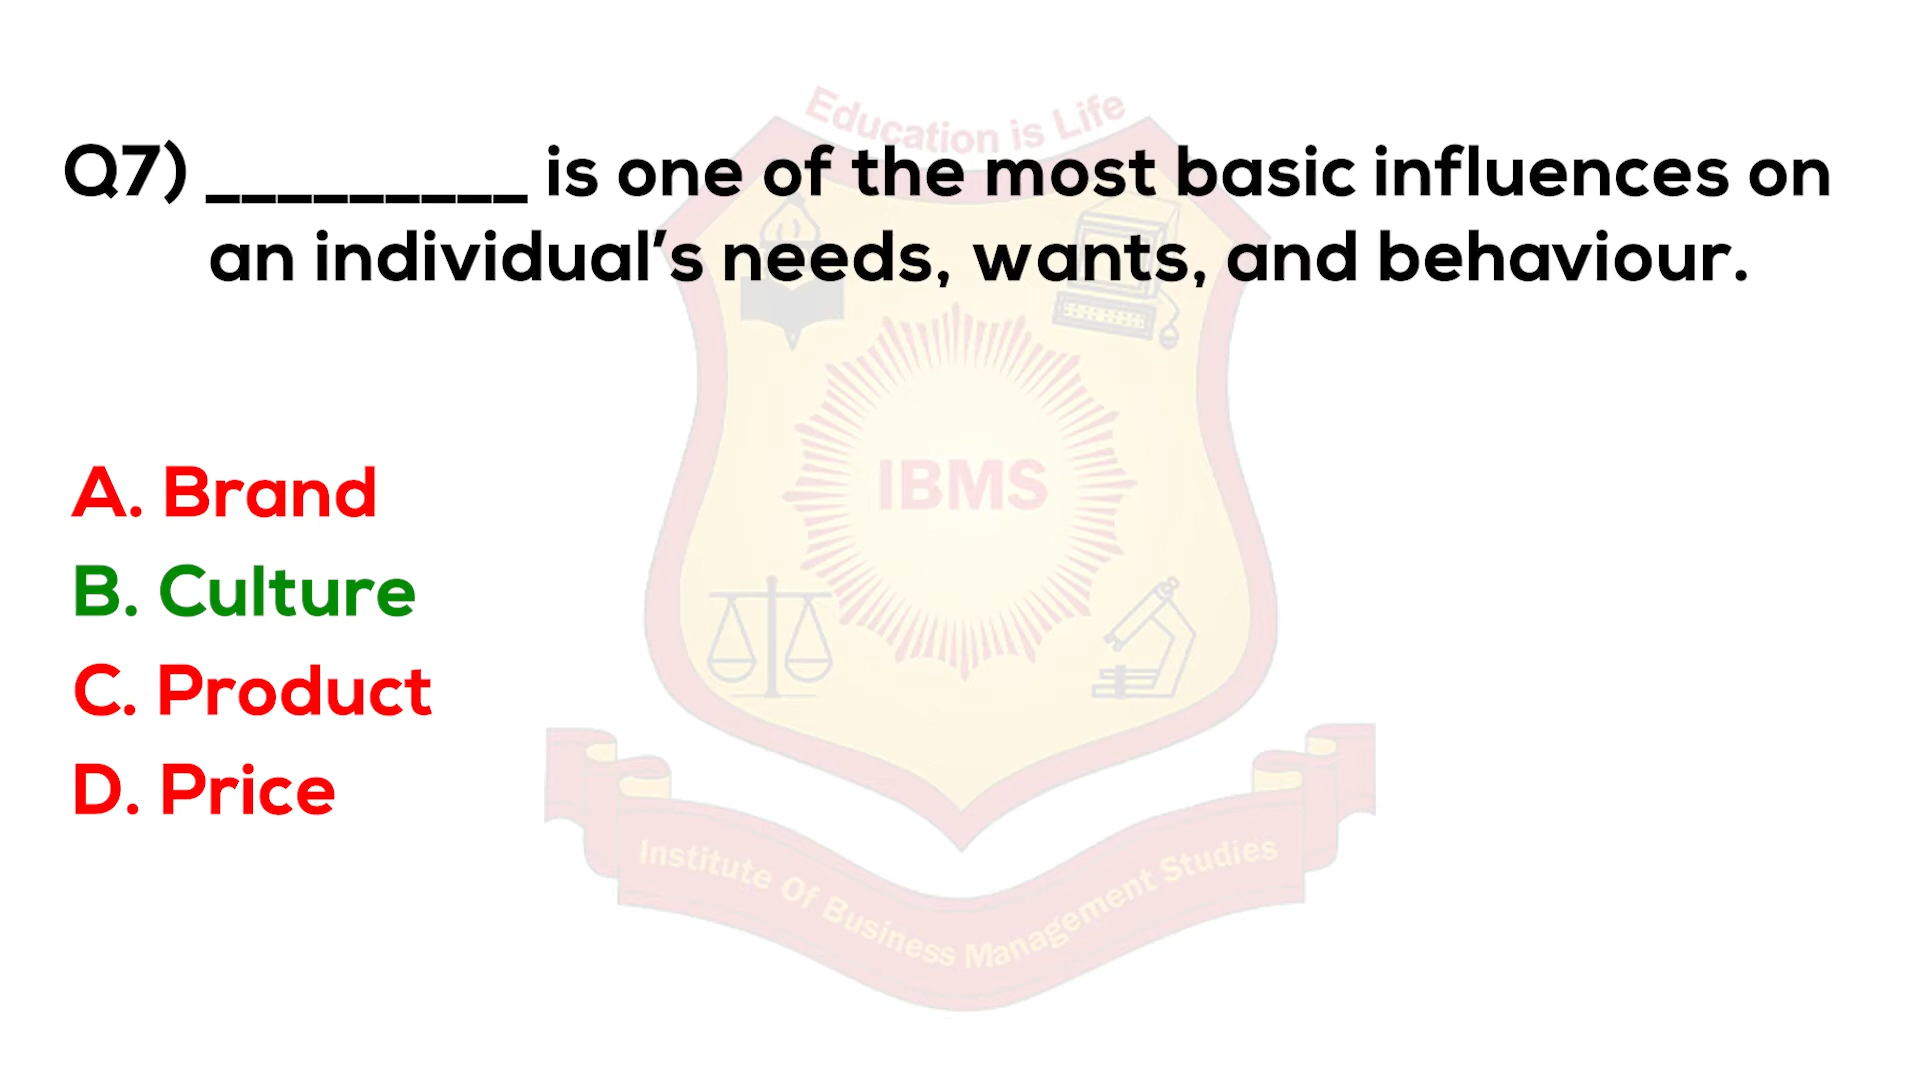 Education is Life
Q7) _________ is one of the most basic influences on
an individual’s needs, wants, and behaviour.
IBMS
A. Brand
B. Culture
C. Product
D. Price
Institute Of Business Management Studies